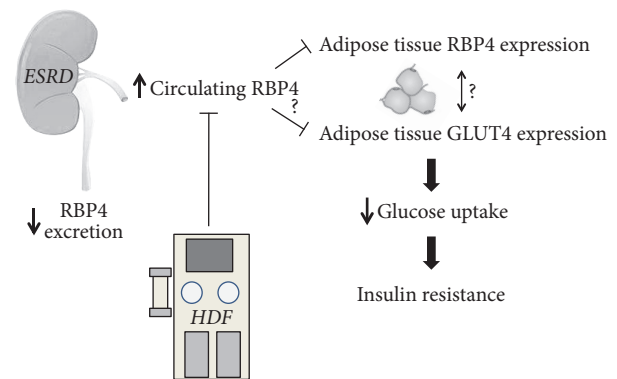 ESRD
Circulating RBP4
?
Adipose tissue RBP4 expression
?
Adipose tissue GLUT4 expression
RBP4
excretion
Glucose uptake
Insulin resistance
HDF